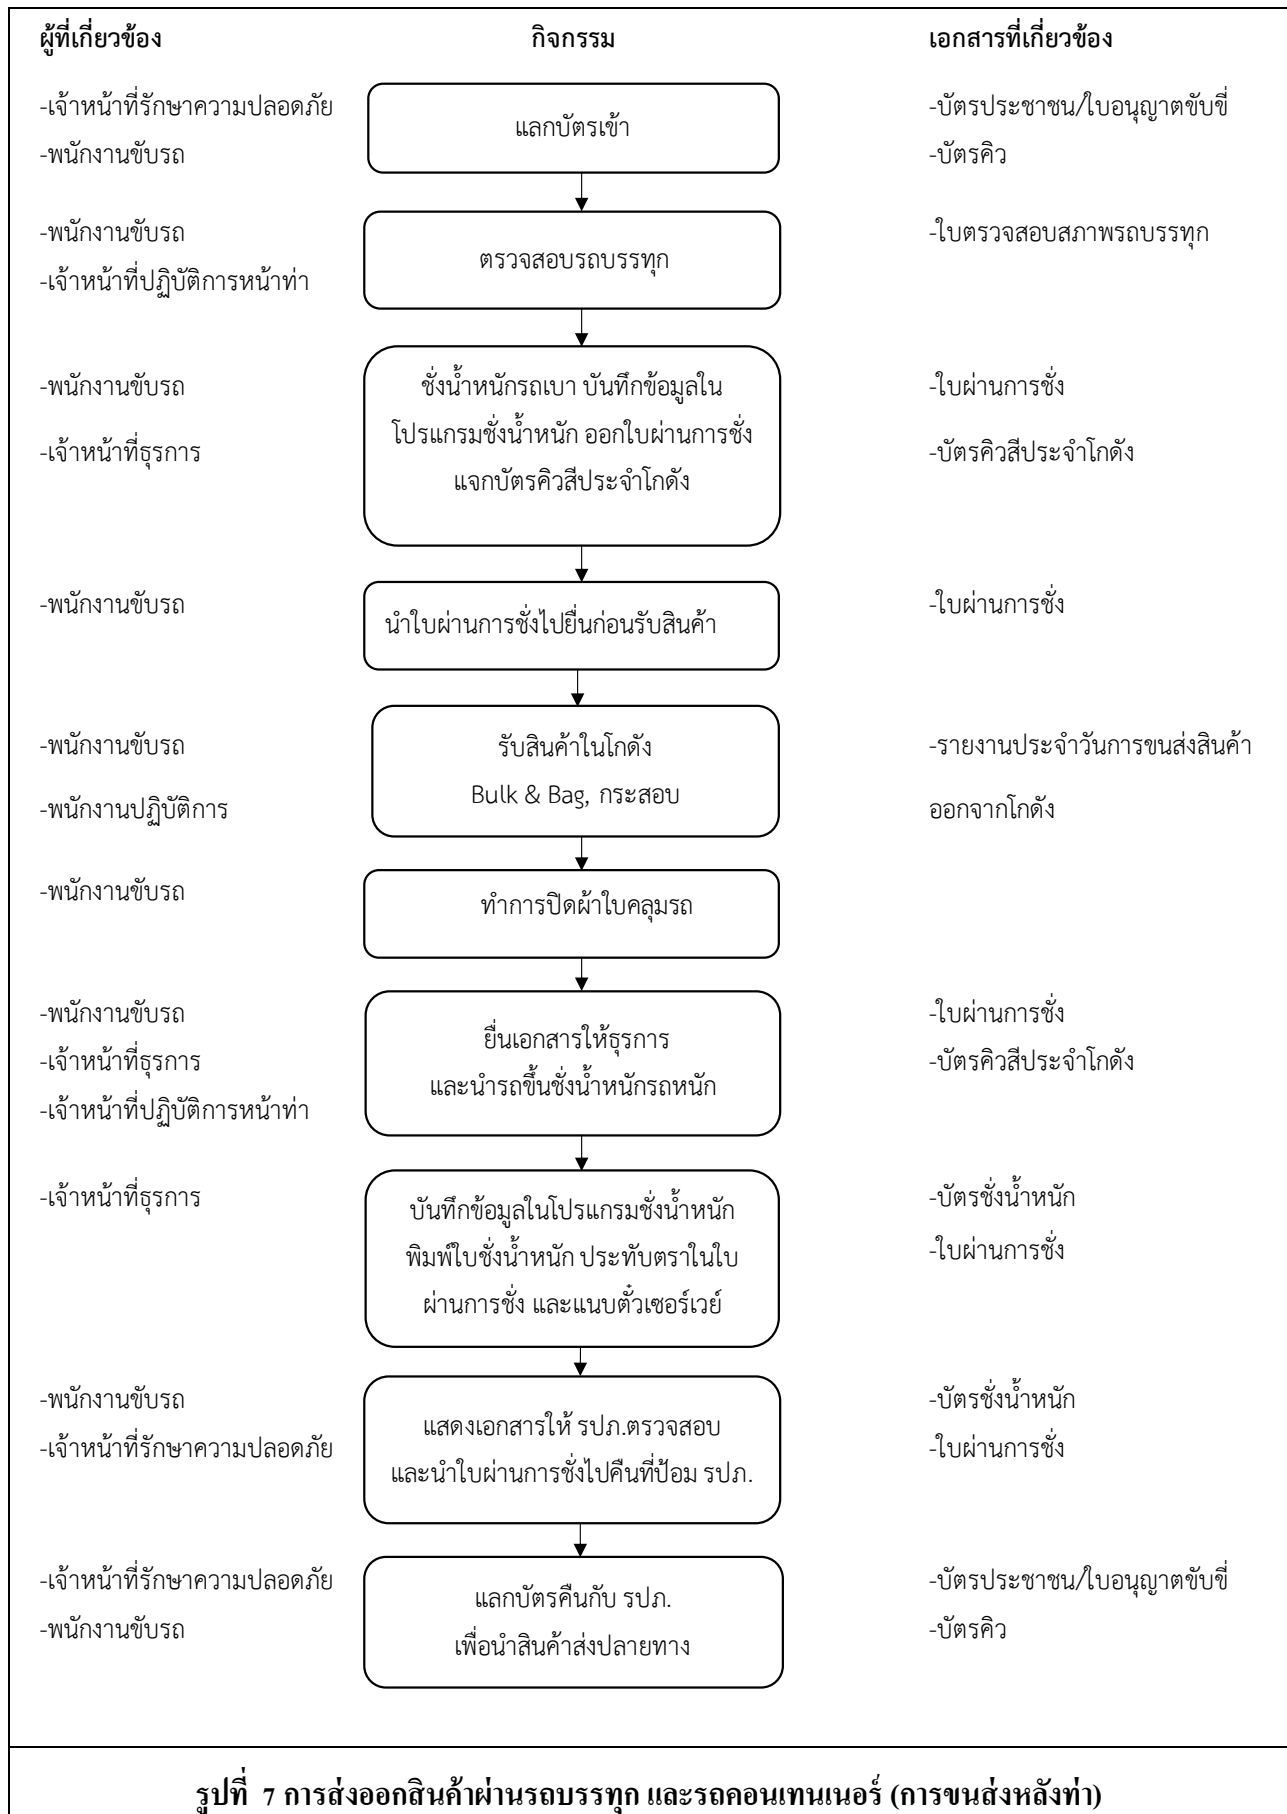 ผู้ที่เกี่ยวข้อง กิจกรรม เอกสารที่เกี่ยวข้อง
-เจ้าหน้าที่รักษาความปลอดภัย
-พนักงานขับรถ
แลกบัตรเข้า
-บัตรประชาชน/ใบอนุญาตขับขี่
-บัตรคิว
-พนักงานขับรถ
-เจ้าหน้าที่ปฏิบัติการหน้าท่า
ตรวจสอบรถบรรทุก
-ใบตรวจสอบสภาพรถบรรทุก
-พนักงานขับรถ
-เจ้าหน้าที่ธุรการ
ชั่งน้ำหนักรถเบา บันทึกข้อมูลใน
โปรแกรมชั่งน้ำหนัก ออกใบผ่านการชั่ง
แจกบัตรคิวสีประจำโกดัง
-ใบผ่านการชั่ง
-บัตรคิวสีประจำโกดัง
-พนักงานขับรถ
นำใบผ่านการชั่งไปยื่นก่อนรับสินค้า
-ใบผ่านการชั่ง
-พนักงานขับรถ
-พนักงานปฏิบัติการ
รับสินค้าในโกดัง
Bulk & Bag, กระสอบ
-รายงานประจำวันการขนส่งสินค้า
ออกจากโกดัง
-พนักงานขับรถ
ทำการปิดผ้าใบคลุมรถ
-พนักงานขับรถ
-เจ้าหน้าที่ธุรการ
-เจ้าหน้าที่ปฏิบัติการหน้าท่า
ยื่นเอกสารให้ธุรการ
และนำรถขึ้นชั่งน้ำหนักรถหนัก
-ใบผ่านการชั่ง
-บัตรคิวสีประจำโกดัง
-เจ้าหน้าที่ธุรการ
บันทึกข้อมูลในโปรแกรมชั่งน้ำหนัก
พิมพ์ใบชั่งน้ำหนัก ประทับตราในใบ
ผ่านการชั่ง และแนบตั๋วเซอร์เวย์
-บัตรชั่งน้ำหนัก
-ใบผ่านการชั่ง
-พนักงานขับรถ
-เจ้าหน้าที่รักษาความปลอดภัย
แสดงเอกสารให้ รปภ.ตรวจสอบ
และนำใบผ่านการชั่งไปคืนที่ป้อม รปภ.
-บัตรชั่งน้ำหนัก
-ใบผ่านการชั่ง
-เจ้าหน้าที่รักษาความปลอดภัย
-พนักงานขับรถ
แลกบัตรคืนกับ รปภ.
เพื่อนำสินค้าส่งปลายทาง
-บัตรประชาชน/ใบอนุญาตขับขี่
-บัตรคิว
รูปที่ 7 การส่งออกสินค้าผ่านรถบรรทุก และรถคอนเทนเนอร์ (การขนส่งหลังท่า)